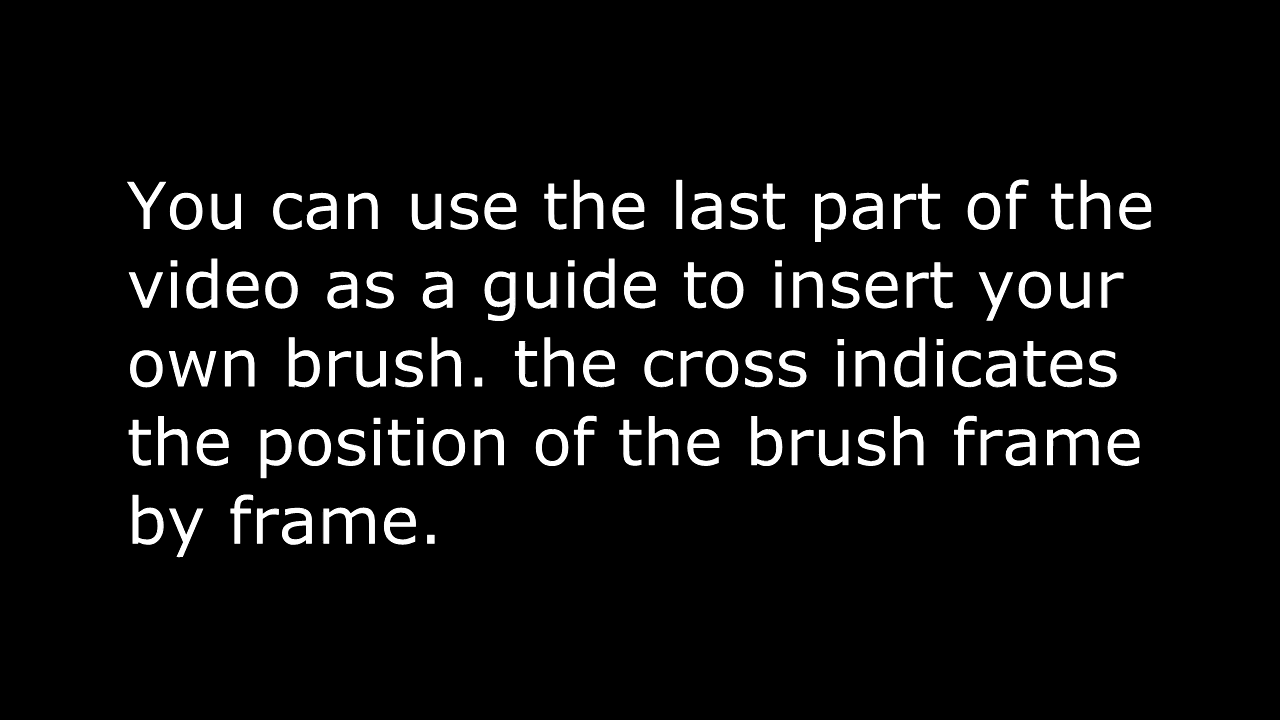 You can use the last part of the
video as a guide to insert your
own brush. the cross indicates
the position of the brush frame
by frame.